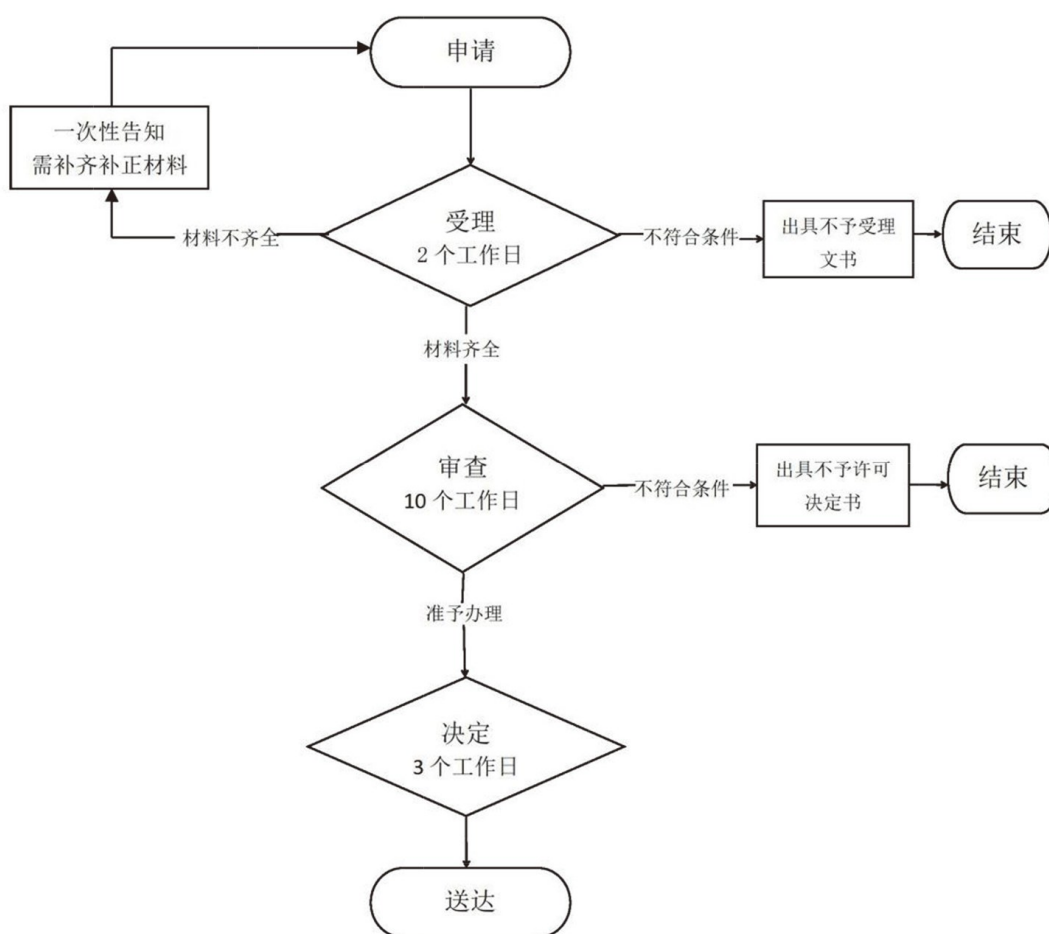 申请
一次性告知
需补齐补正材料
受理
2 个工作日
材料不齐全
不符合条件
出具不予受理
文书
结束
材料齐全
审查
10 个工作日
不符合条件
出具不予许可
决定书
结束
准予办理
决定
3 个工作日
送达